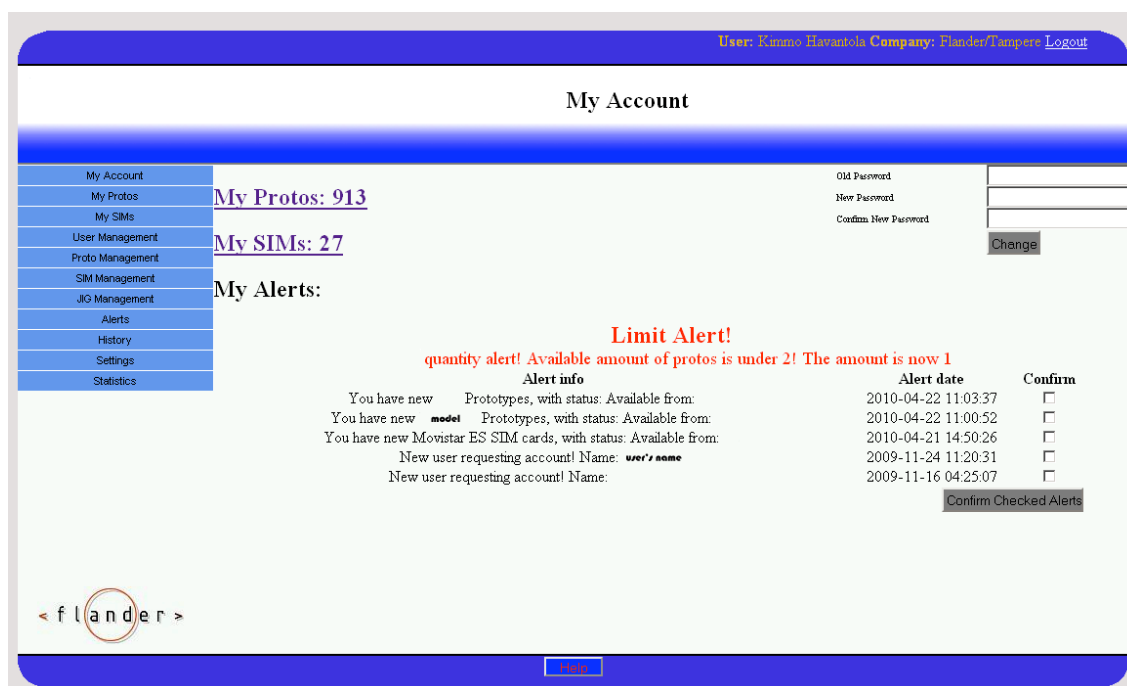 User: Kimmo Havantola Company: Flander/Tampere Logout
My Account
My Account
My Protos
My SIMs
User Management
Proto Management
SIM Management
JIG Management
Alerts
History
Settings
Statistics
My Protos: 913
My SIMs: 27
My Alerts:
Old Password
New Password
Confirm New Password
Change
Limit Alert!
quantity alert! Available amount of protos is under 2! The amount is now 1
Alert info Alert date Confirm
You have new Prototypes, with status: Available from: 2010-04-22 11:03:37
You have new model Prototypes, with status: Available from: 2010-04-22 11:00:52
You have new Movistar ES SIM cards, with status: Available from: 2010-04-21 14:50:26
New user requesting account! Name: user's name 2009-11-24 11:20:31
New user requesting account! Name: 2009-11-16 04:25:07
Confirm Checked Alerts
< flander >
Help